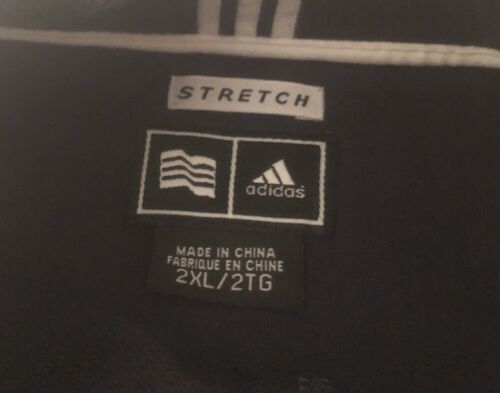 STRETCH
adidas
MADE IN CHINA
FABRIQUE EN CHINE
2XL/2TG